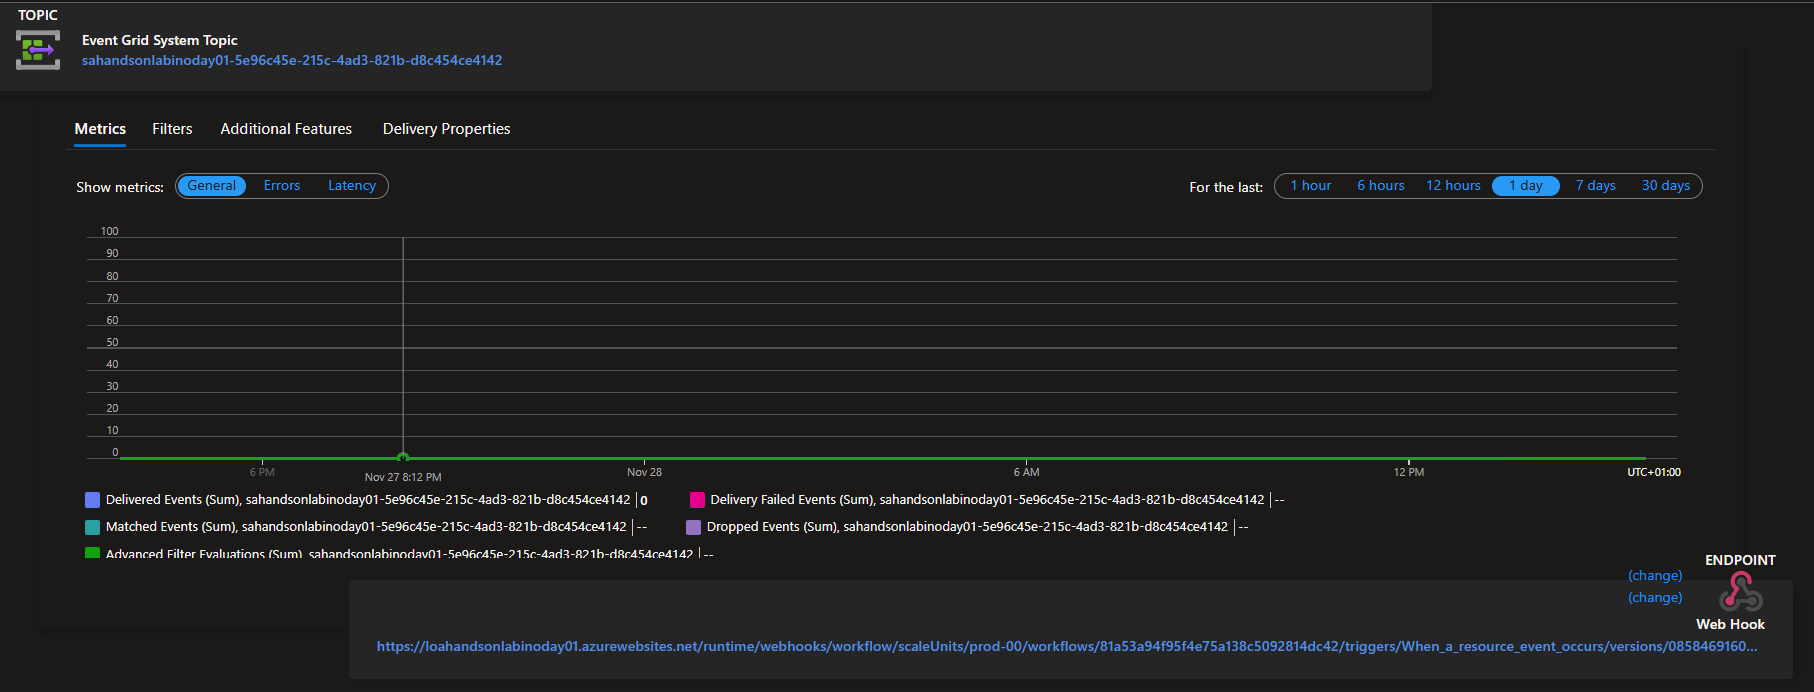 TOPIC
Event Grid System Topic
sahandsonlabinoday01-5e96c45e-215c-4ad3-821b-d8c454ce4142
Metrics Filters Additional Features Delivery Properties
Show metrics: General Errors Latency For the last: 1 hour 6 hours 12 hours 1 day 7 days 30 days
100
90
80
70
60
50
40
30
20
10
0
6 PM Nov 27 8:12 PM Nov 28 6 AM 12 PM UTC+01:00
Delivered Events (Sum), sahandsonlabinoday01-5e96c45e-215c-4ad3-821b-d8c454ce4142 | 0 Delivery Failed Events (Sum), sahandsonlabinoday01-5e96c45e-215c-4ad3-821b-d8c454ce4142 | --
Matched Events (Sum), sahandsonlabinoday01-5e96c45e-215c-4ad3-821b-d8c454ce4142 | -- Dropped Events (Sum), sahandsonlabinoday01-5e96c45e-215c-4ad3-821b-d8c454ce4142 | --
Advanced Filter Evaluations (Sum), sahandsonlabinoday01-5e96c45e-215c-4ad3-821b-d8c454ce4142 | --
ENDPOINT
(change)
(change)
Web Hook
https://loahandsonlabinoday01.azurewebsites.net/runtime/webhooks/workflow/scaleUnits/prod-00/workflows/81a53a94f95f4e75a138c5092814dc42/triggers/When_a_resource_event_occurs/versions/0858469160...